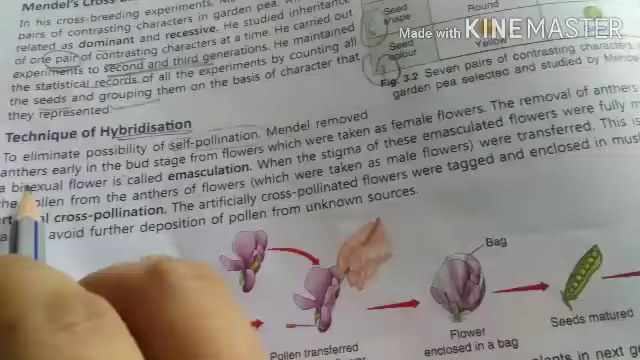 Mendel's Cross
In his cross-breeding experiments,
pairs of contrasting characters in garden pea,
related as dominant and recessive. He studied inheritance
of one pair of contrasting characters at a time. He carried out
experiments to second and third generations. He maintained
the statistical records of all the experiments by counting all
the seeds and grouping them on the basis of character that
they represented.
Seed shape
Round
Seed colour
Yellow
Made with KINEMASTER
Fig. 3.2 Seven pairs of contrasting characters
garden pea selected and studied by Mende
Technique of Hybridisation
To eliminate possibility of self-pollination, Mendel removed
anthers early in the bud stage from flowers which were taken as female flowers. The removal of anthers
a bisexual flower is called emasculation. When the stigma of these emasculated flowers were fully m
the pollen from the anthers of flowers (which were taken as male flowers) were transferred. This is
cross-pollination. The artificially cross-pollinated flowers were tagged and enclosed in mus
avoid further deposition of pollen from unknown sources.
Bag
Pollen transferred
Flower
enclosed in a bag
Seeds matured
in next g